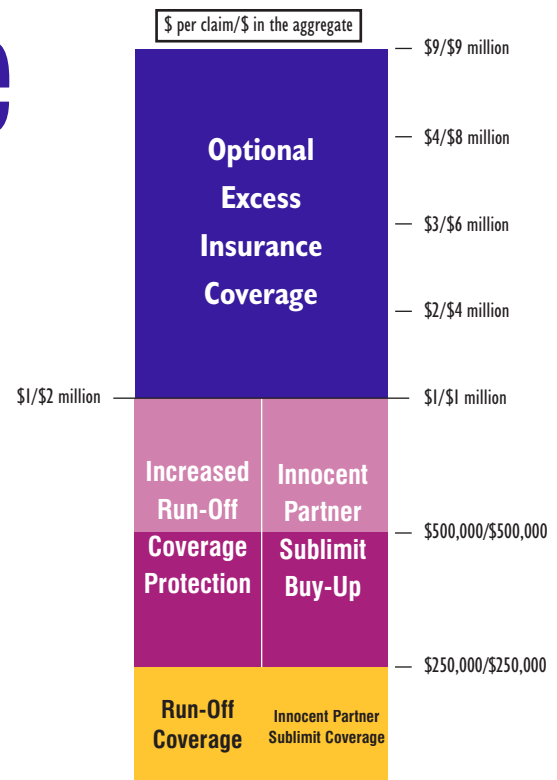 $ per claim/$ in the aggregate
$9/$9 million
Optional
Excess
Insurance
Coverage
$4/$8 million
$3/$6 million
$2/$4 million
$1/$2 million
$1/$1 million
Increased
Run-Off
Coverage
Protection
Innocent
Partner
Sublimit
Buy-Up
$500,000/$500,000
$250,000/$250,000
Run-Off
Coverage
Innocent Partner
Sublimit Coverage